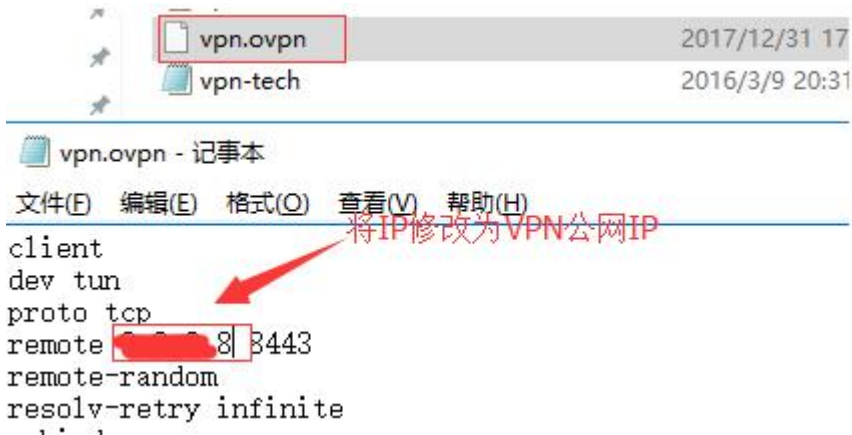 vpn.ovpn 2017/12/31 17
vpn-tech 2016/3/9 20:31
vpn.ovpn - 记事本
文件(F) 编辑(E) 格式(O) 查看(V) 帮助(H)
将IP修改为VPN公网IP
client
dev tun
proto tcp
remote 8 8443
remote-random
resolv-retry infinite